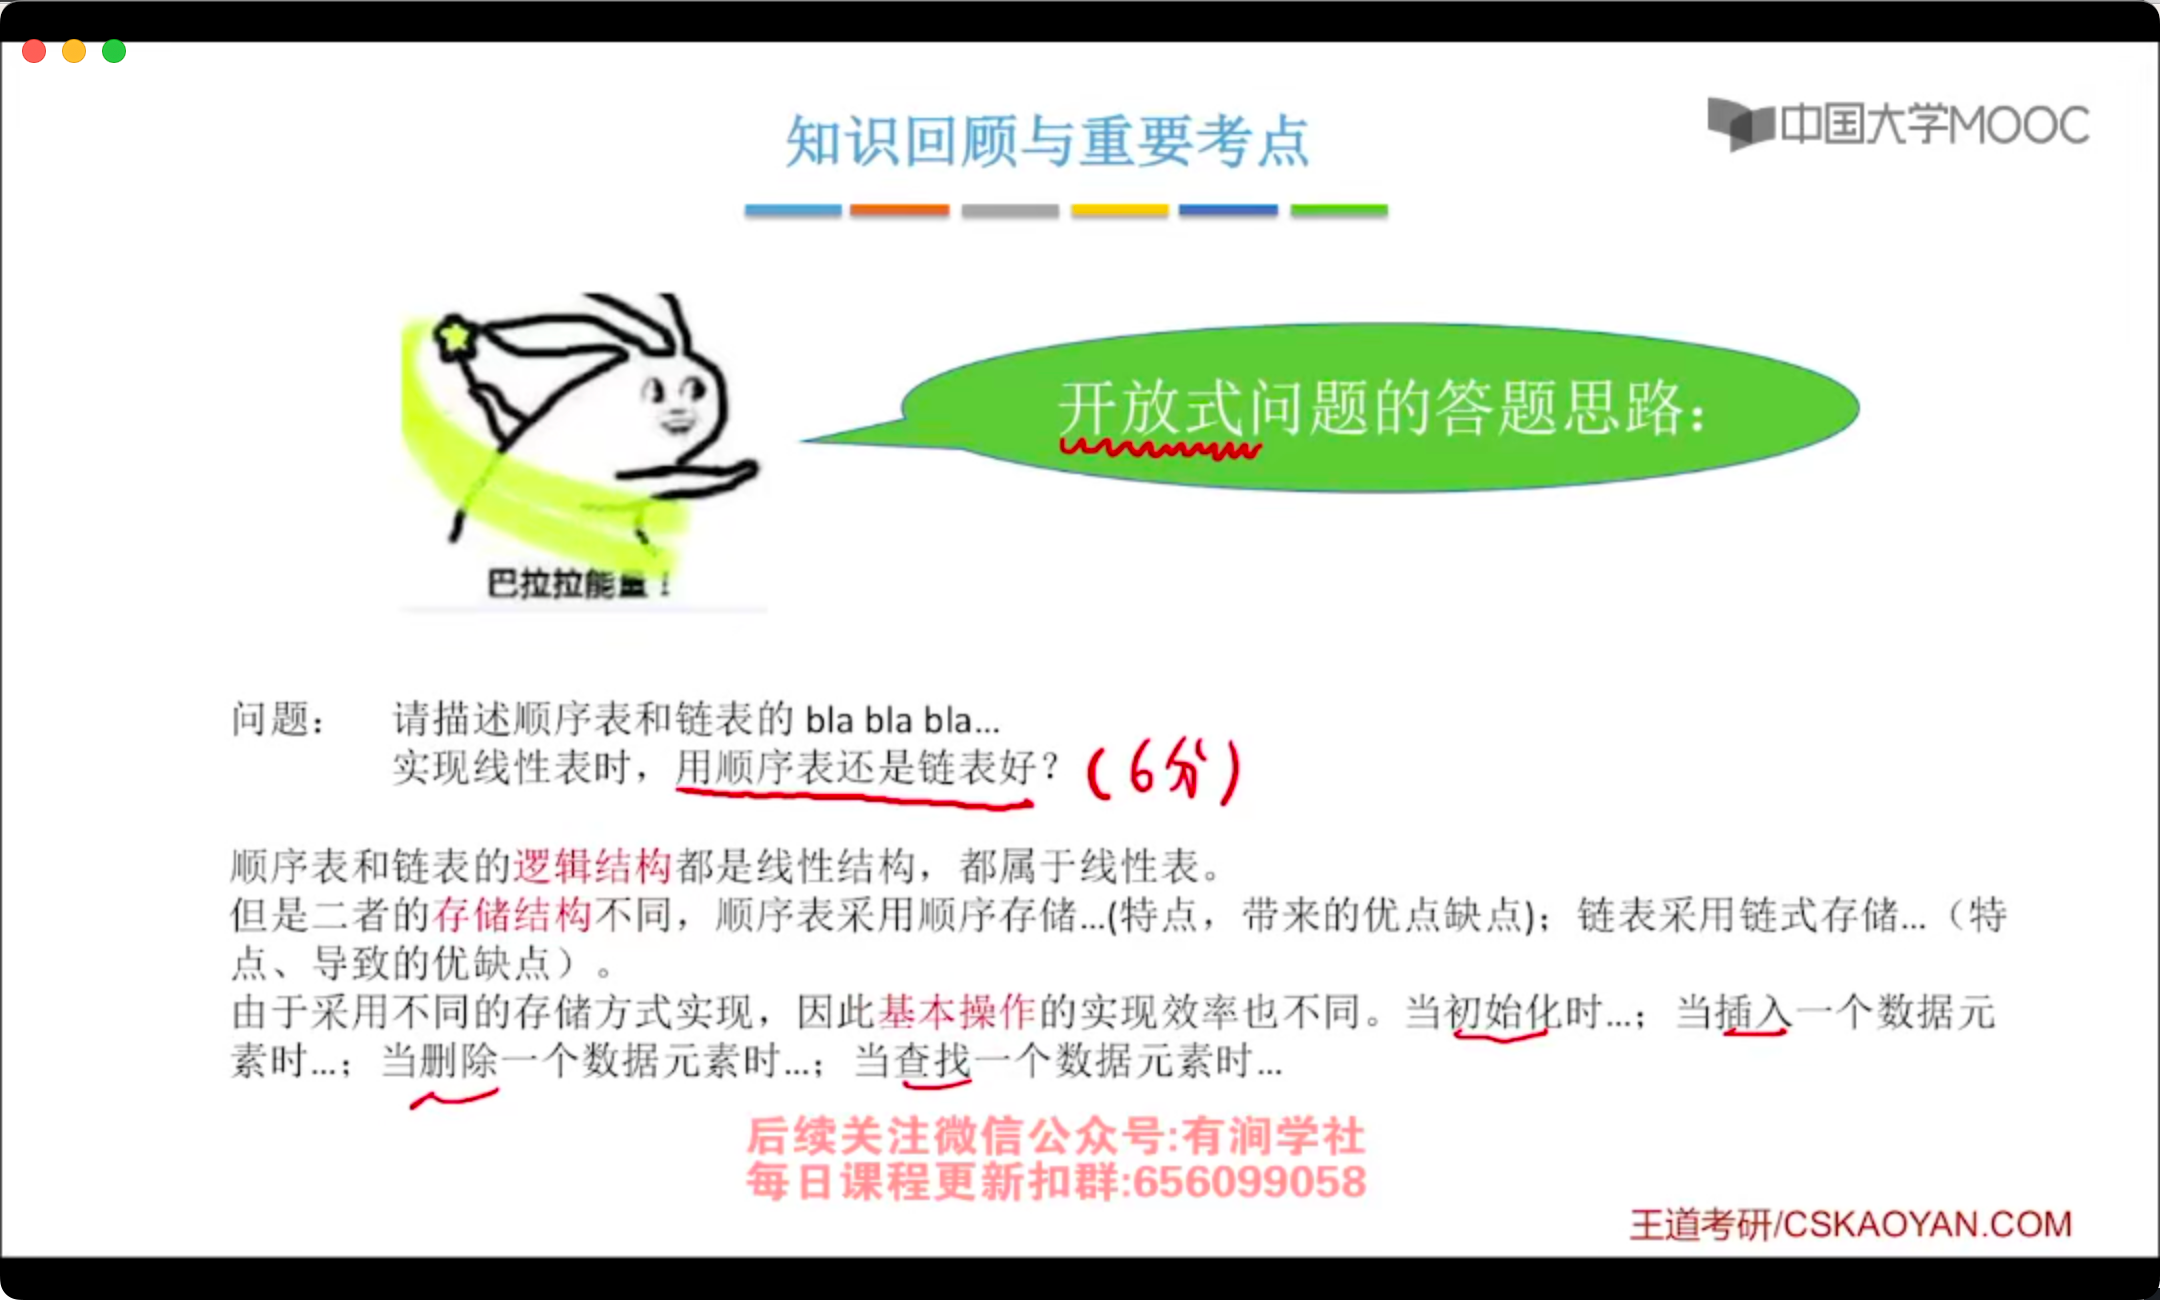 中国大学MOOC
知识回顾与重要考点
开放式问题的答题思路：
巴拉拉能量！
问题： 请描述顺序表和链表的 bla bla bla...
实现线性表时，用顺序表还是链表好？ (6分)
顺序表和链表的逻辑结构都是线性结构，都属于线性表。
但是二者的存储结构不同，顺序表采用顺序存储...(特点，带来的优点缺点)；链表采用链式存储...（特
点、导致的优缺点）。
由于采用不同的存储方式实现，因此基本操作的实现效率也不同。当初始化时...；当插入一个数据元
素时...；当删除一个数据元素时...；当查找一个数据元素时...
后续关注微信公众号:有涧学社
每日课程更新扣群:656099058
王道考研/CSKAOYAN.COM